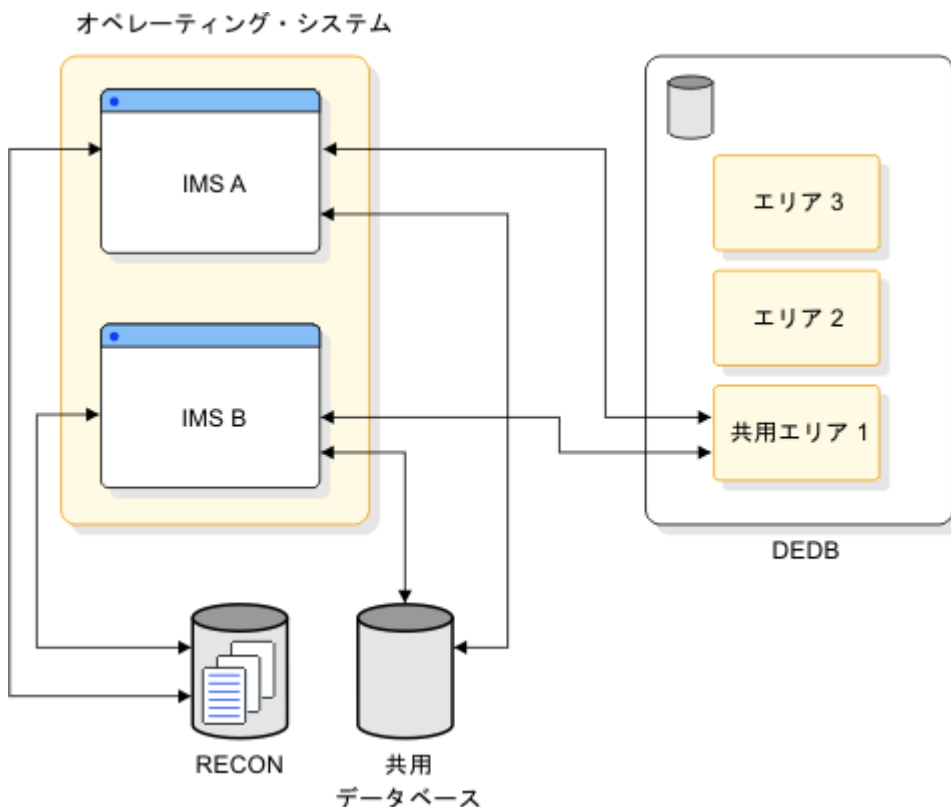 オペレーティング・システム
IMS A
IMS B
エリア 3
エリア 2
共用エリア 1
DEDB
RECON
共用
データベース